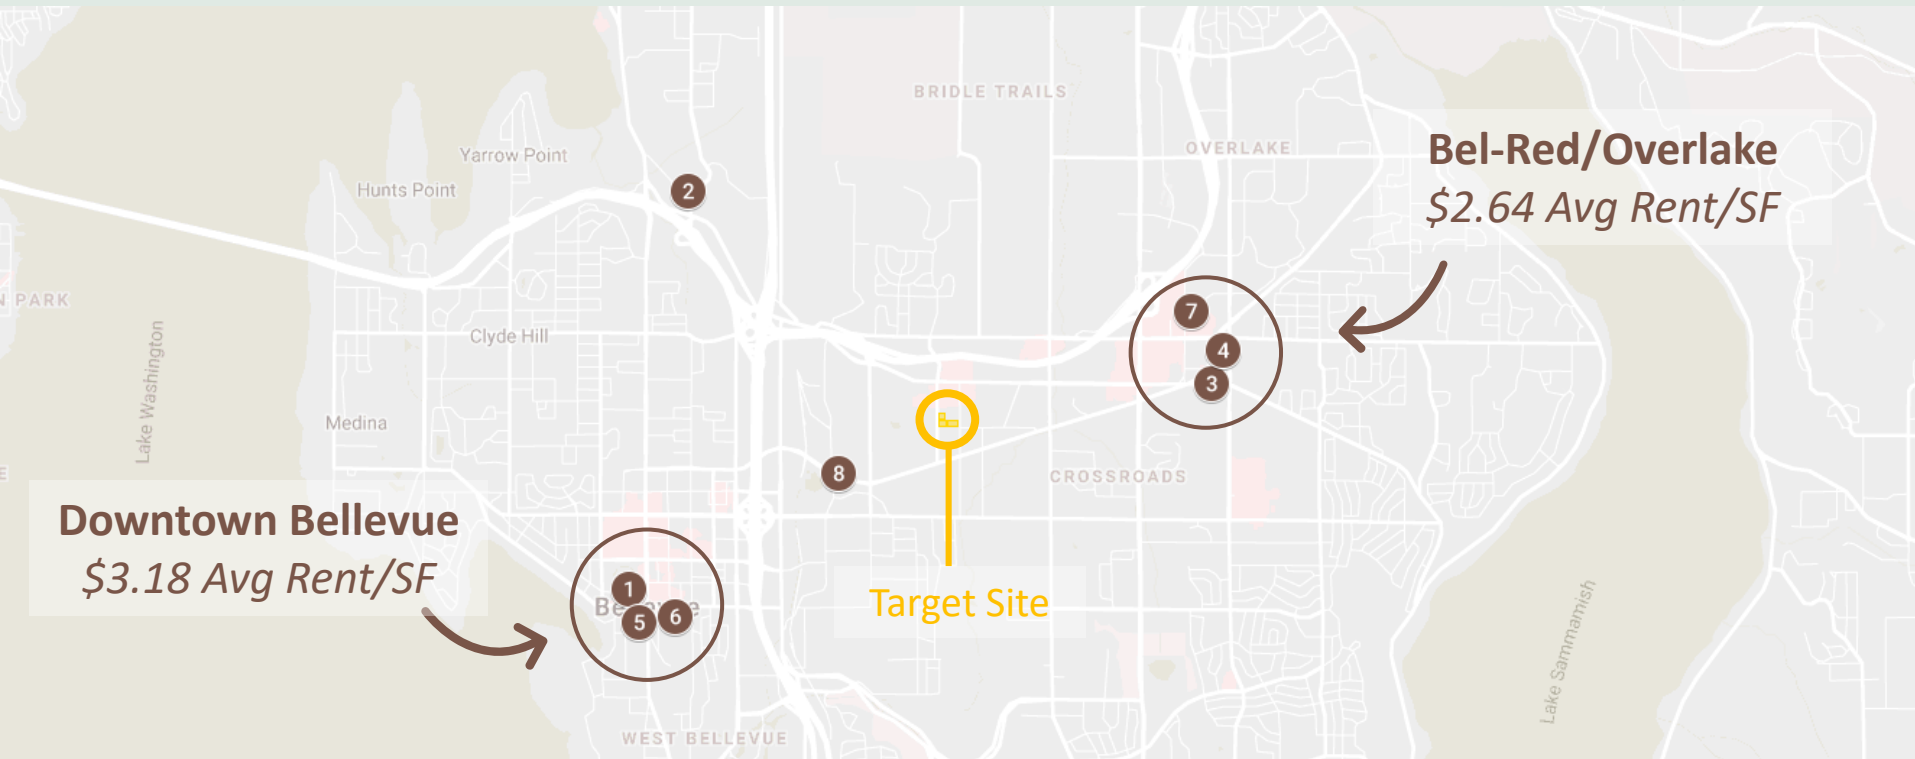 BRIDLE TRAILS
Yarrow Point
Hunts Point
2
OVERLAKE
Bel-Red/Overlake
$2.64 Avg Rent/SF
PARK
Clyde Hill
7
4
3
Lake Washington
Medina
8
CROSSROADS
Downtown Bellevue
$3.18 Avg Rent/SF
Target Site
1
5
6
Lake Sammamish
WEST BELLEVUE